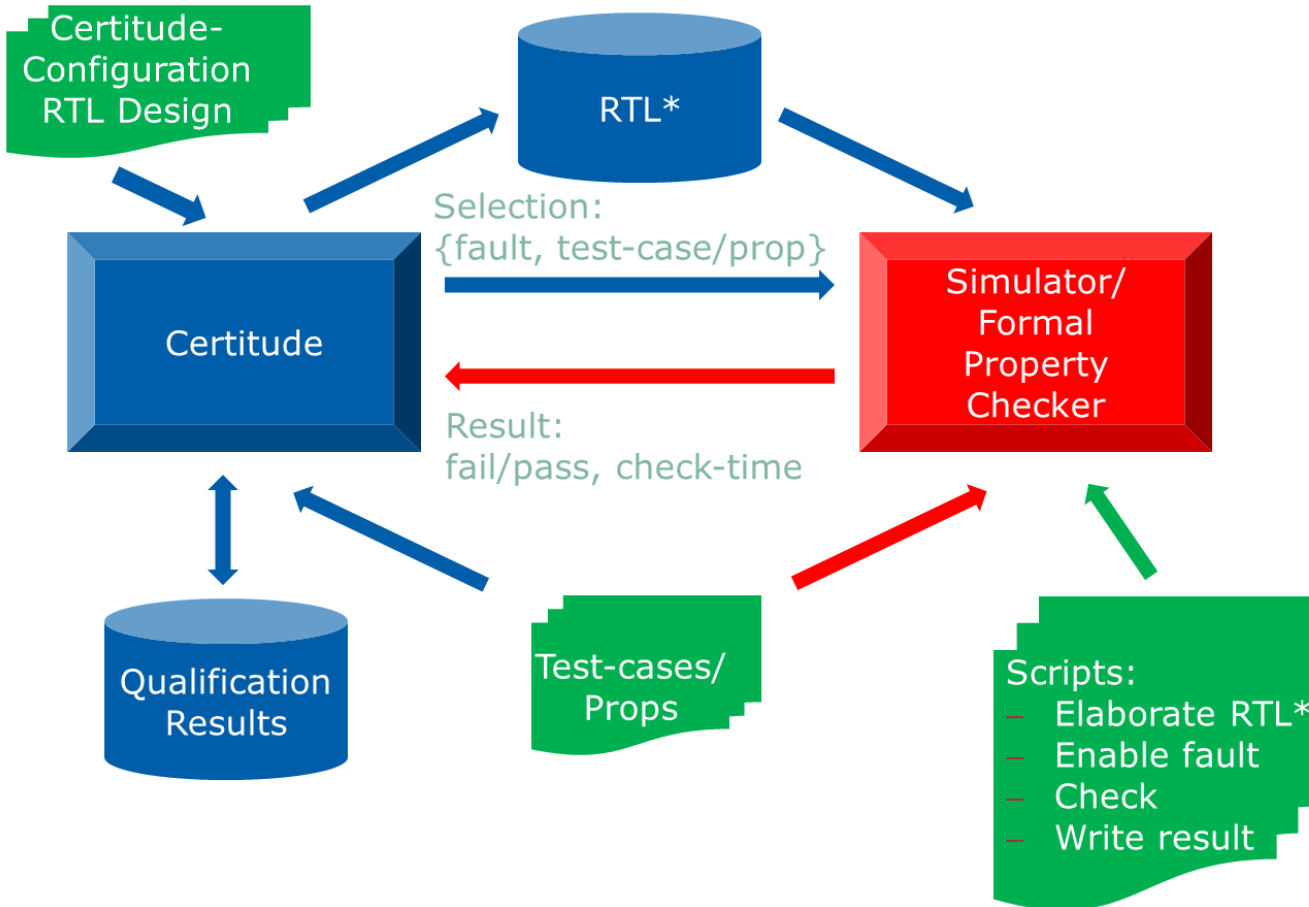 Certitude-
Configuration
RTL Design
RTL*
Selection:
{fault, test-case/prop}
Certitude
Simulator/
Formal
Property
Checker
Result:
fail/pass, check-time
Qualification
Results
Test-cases/
Props
Scripts:
– Elaborate RTL*
– Enable fault
– Check
– Write result